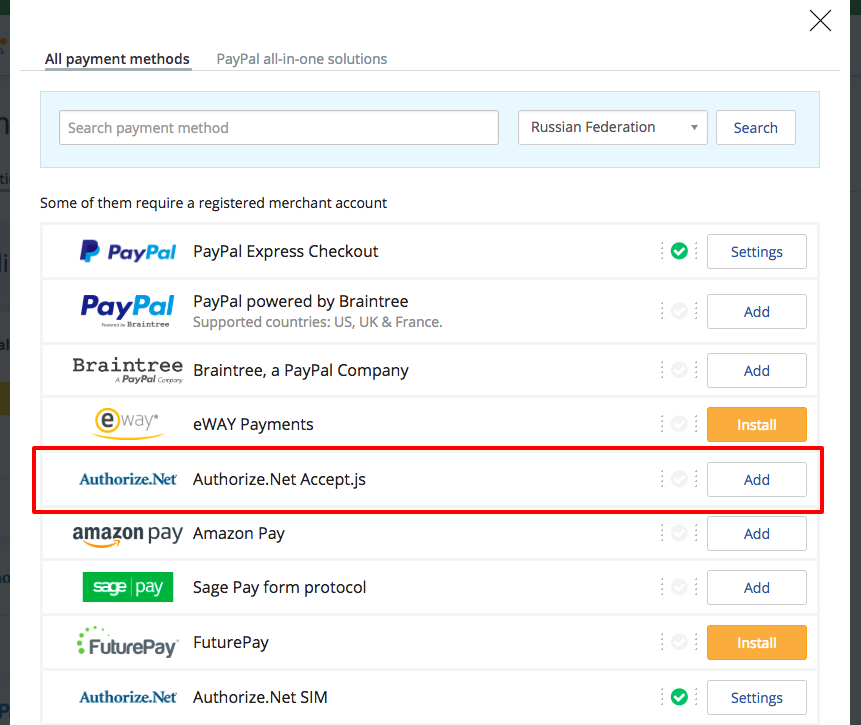 All payment methods PayPal all-in-one solutions
Search payment method Russian Federation Search
Some of them require a registered merchant account
PayPal PayPal Express Checkout Settings
PayPal PayPal powered by Braintree
Powered by Braintree Supported countries: US, UK & France. Add
Braintree Braintree, a PayPal Company Add
A PayPal Company
eway eWAY Payments Install
Authorize.Net Authorize.Net Accept.js Add
amazon pay Amazon Pay Add
sage pay Sage Pay form protocol Add
FuturePay FuturePay Install
Authorize.Net Authorize.Net SIM Settings